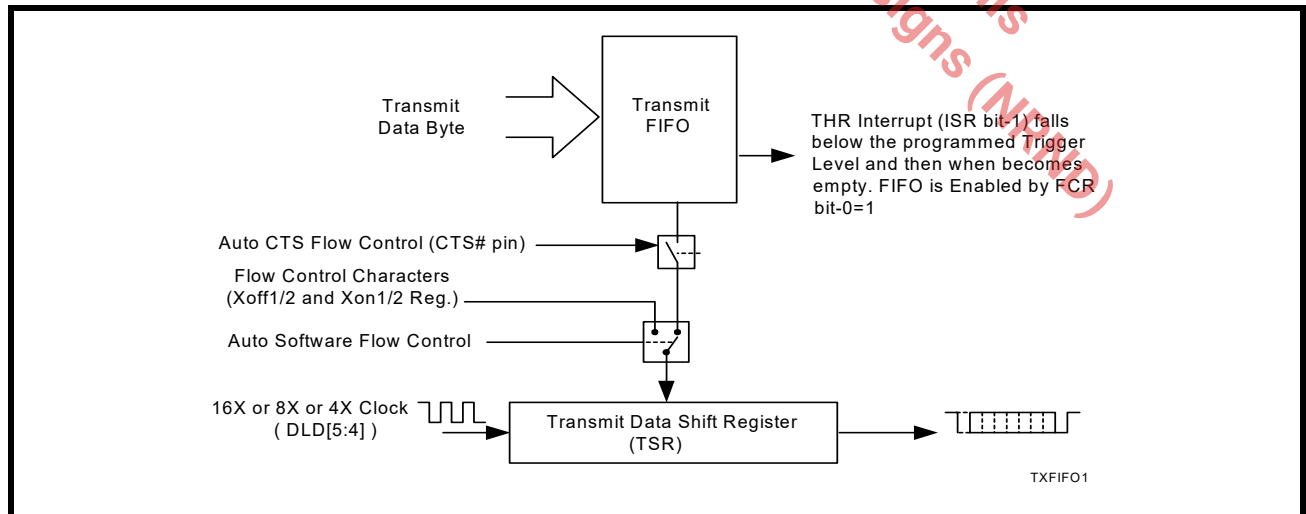 signs (NRND)
Transmit
Data Byte
Transmit
FIFO
THR Interrupt (ISR bit-1) falls
below the programmed Trigger
Level and then when becomes
empty. FIFO is Enabled by FCR
bit-0=1
Auto CTS Flow Control (CTS# pin)
Flow Control Characters
(Xoff1/2 and Xon1/2 Reg.)
Auto Software Flow Control
16X or 8X or 4X Clock
( DLD[5:4] )
Transmit Data Shift Register
(TSR)
TXFIFO1